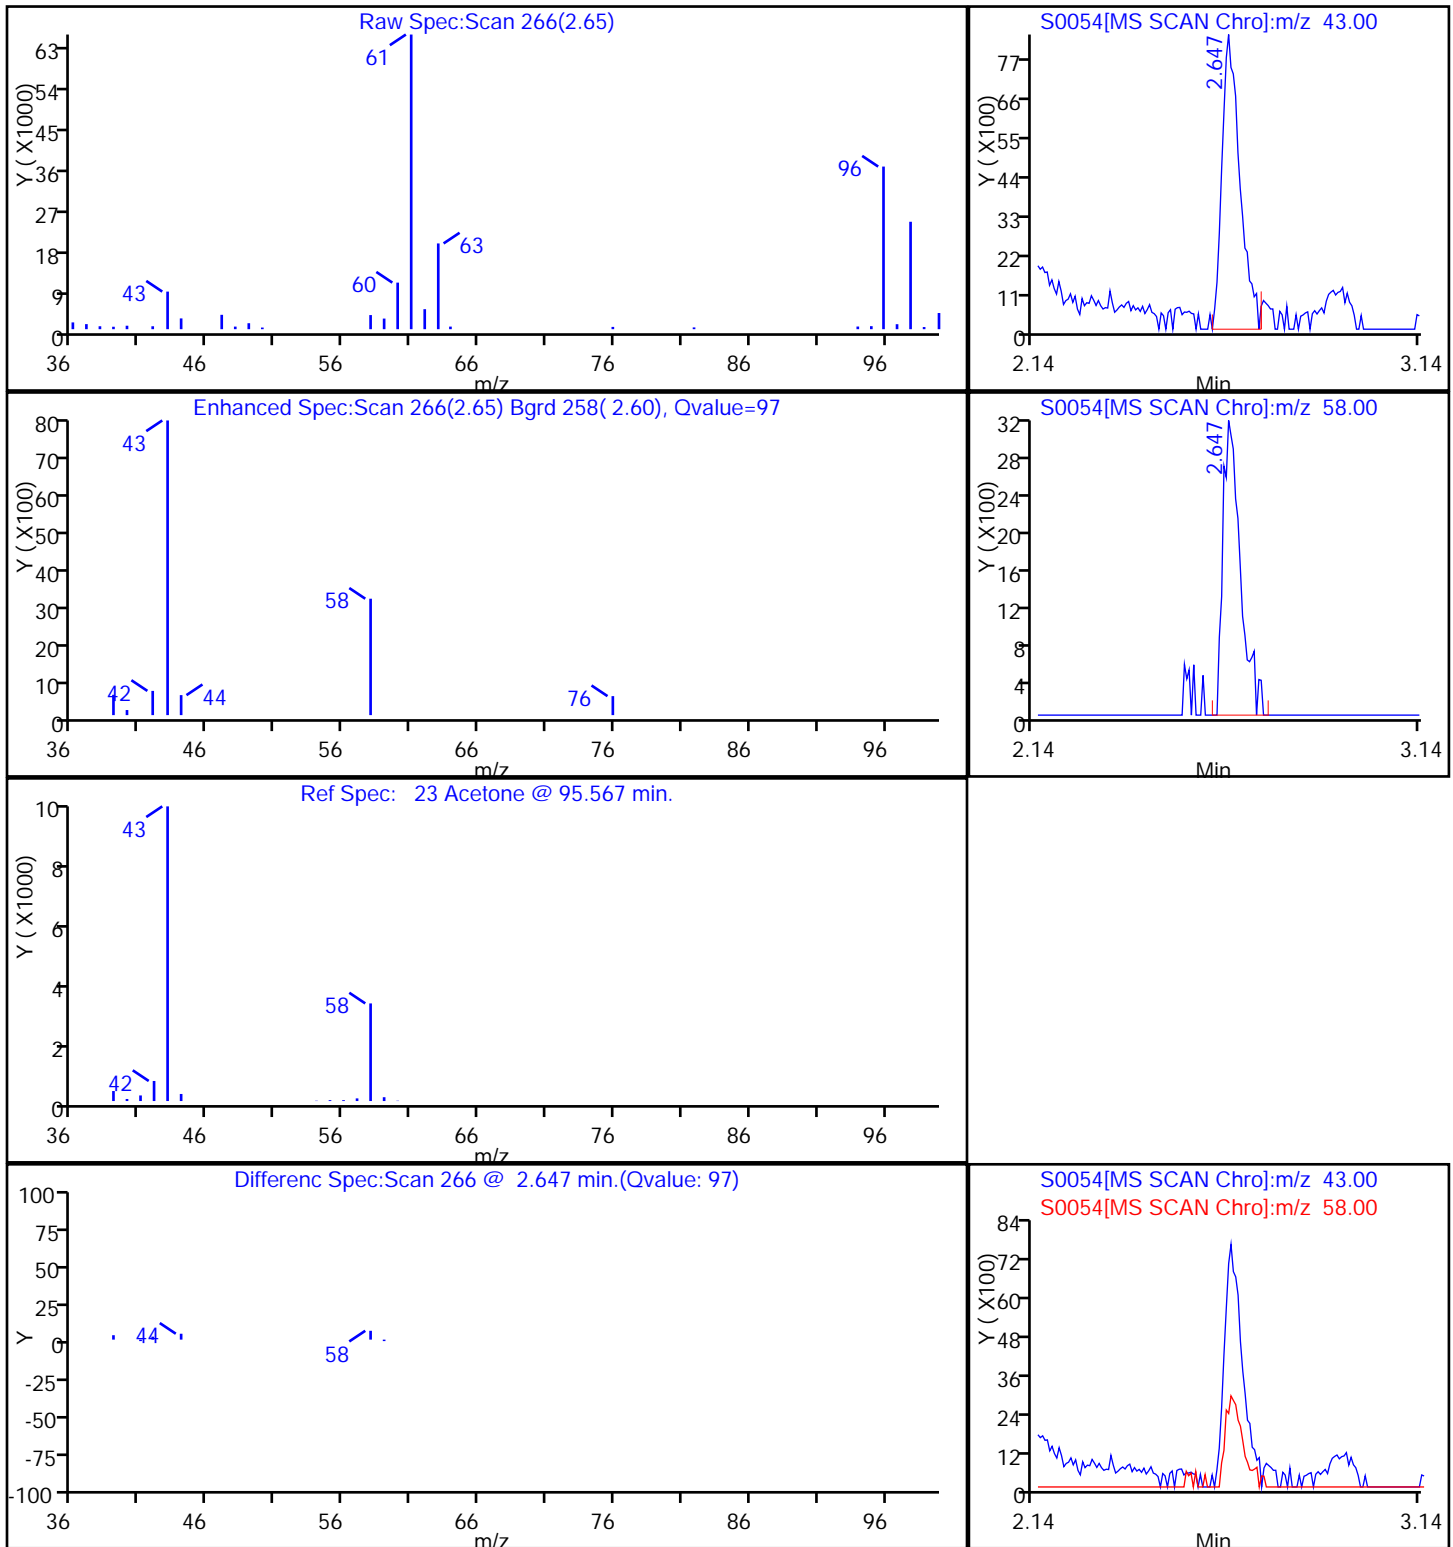 Raw Spec:Scan 266(2.65)
Y ( X1000)
63
54
45
36
27
18
9
0
61
96
63
60
43
36 46 56 66 76 86 96
m/z
S0054[MS SCAN Chro]:m/z 43.00
Y ( X100)
77
66
55
44
33
22
11
0
2.647
2.14 3.14
Min
Enhanced Spec:Scan 266(2.65) Bgrd 258( 2.60), Qvalue=97
Y ( X100)
80
70
60
50
40
30
20
10
0
43
58
42
44
76
36 46 56 66 76 86 96
m/z
S0054[MS SCAN Chro]:m/z 58.00
Y ( X100)
32
28
24
20
16
12
8
4
0
2.647
2.14 3.14
Min
Ref Spec: 23 Acetone @ 95.567 min.
Y ( X1000)
10
8
6
4
2
0
43
58
42
36 46 56 66 76 86 96
m/z
Differenc Spec:Scan 266 @ 2.647 min.(Qvalue: 97)
Y
100
75
50
25
0
-25
-50
-75
-100
44
58
36 46 56 66 76 86 96
m/z
S0054[MS SCAN Chro]:m/z 43.00
S0054[MS SCAN Chro]:m/z 58.00
Y ( X100)
84
72
60
48
36
24
12
0
2.14 3.14
Min